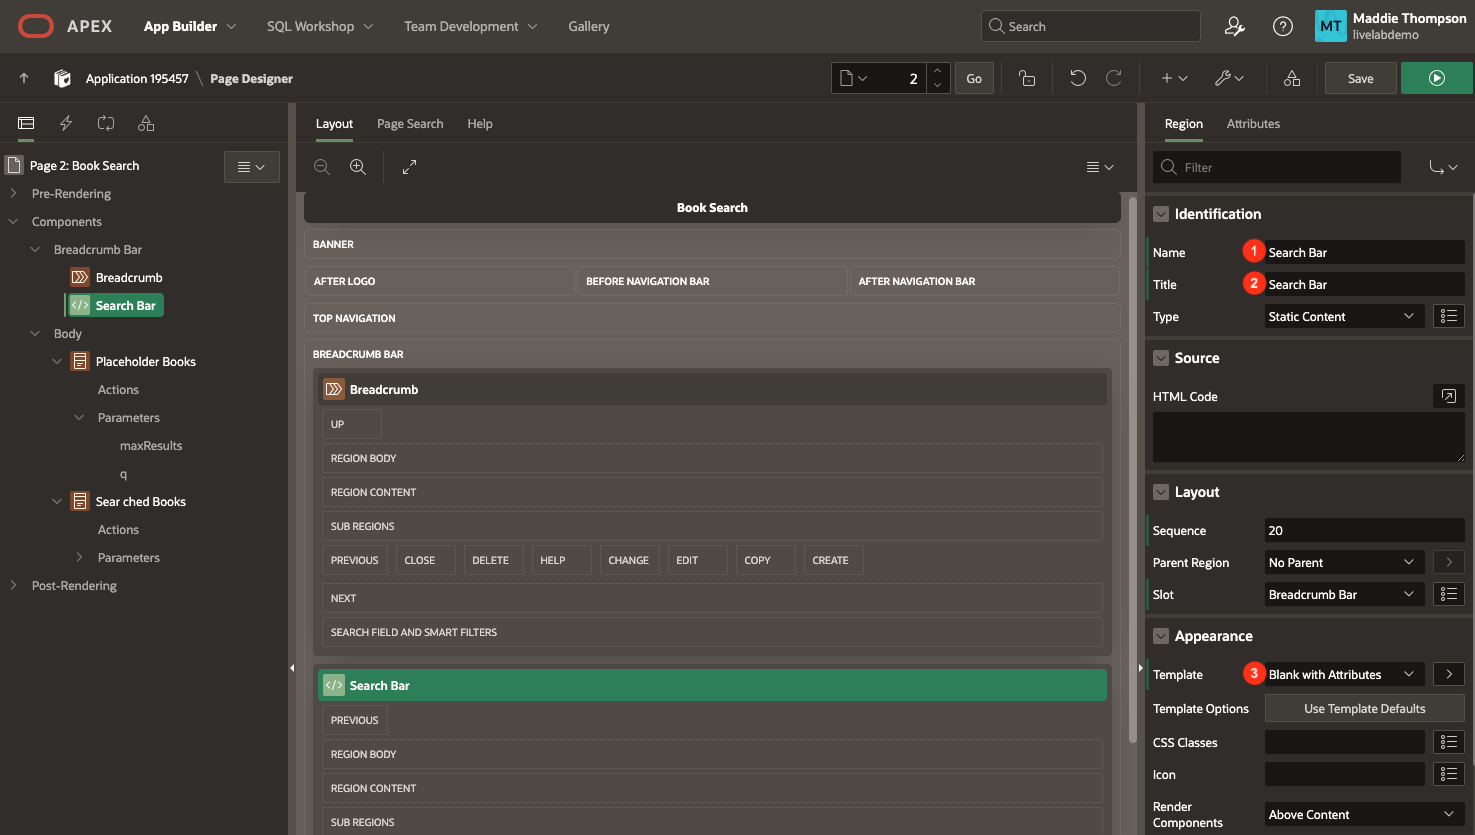 APEX App Builder SQL Workshop Team Development Gallery Search MT Maddie Thompson
livelabdemo
Application 195457 \ Page Designer 2 Go Save
Layout Page Search Help
Region Attributes
Page 2: Book Search
Pre-Rendering
Components
Breadcrumb Bar
Breadcrumb
</> Search Bar
Body
Placeholder Books
Actions
Parameters
maxResults
q
Sear ched Books
Actions
Parameters
Post-Rendering
Book Search
BANNER
AFTER LOGO BEFORE NAVIGATION BAR AFTER NAVIGATION BAR
TOP NAVIGATION
BREADCRUMB BAR
Breadcrumb
UP
REGION BODY
REGION CONTENT
SUB REGIONS
PREVIOUS CLOSE DELETE HELP CHANGE EDIT COPY CREATE
NEXT
SEARCH FIELD AND SMART FILTERS
</> Search Bar
PREVIOUS
REGION BODY
REGION CONTENT
SUB REGIONS
Filter
Identification
Name 1 Search Bar
Title 2 Search Bar
Type Static Content
Source
HTML Code
Layout
Sequence 20
Parent Region No Parent
Slot Breadcrumb Bar
Appearance
Template 3 Blank with Attributes
Template Options Use Template Defaults
CSS Classes
Icon
Render Components Above Content